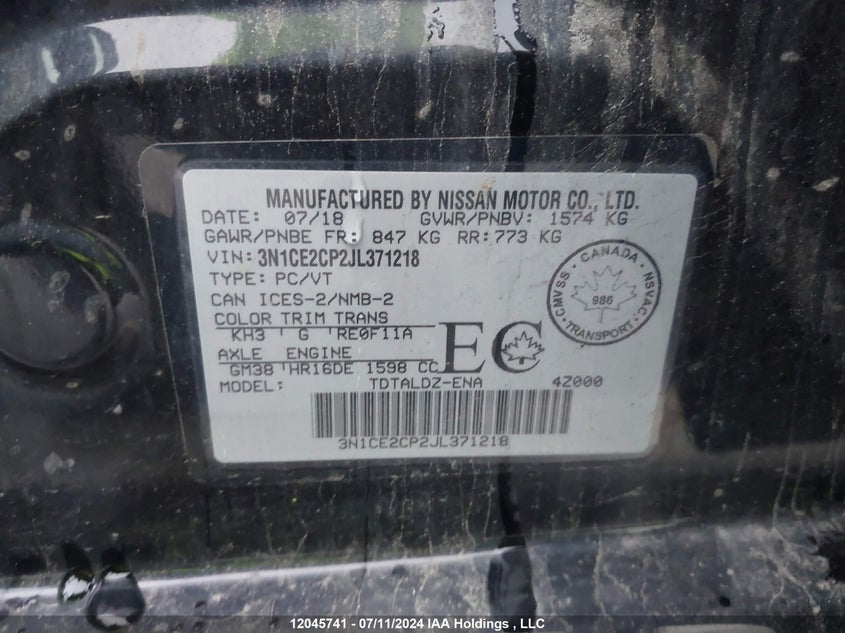 MANUFACTURED BY NISSAN MOTOR CO., LTD.
DATE: 07/18 GVWR/PNBV: 1574 KG
GAWR/PNBE FR: 847 KG RR: 773 KG
VIN: 3N1CE2CP2JL371218
TYPE: PC/VT
CAN ICES-2/NMB-2
COLOR TRIM TRANS
KH3 ' G 'RE0F11A
AXLE ENGINE
GM38 'HR16DE 1598 CC
MODEL: TDTALDZ-ENA 4Z000
3N1CE2CP2JL371218
CMVSS · CANADA · NSVAC · TRANSPORT
986
EC
12045741 - 07/11/2024 IAA Holdings , LLC